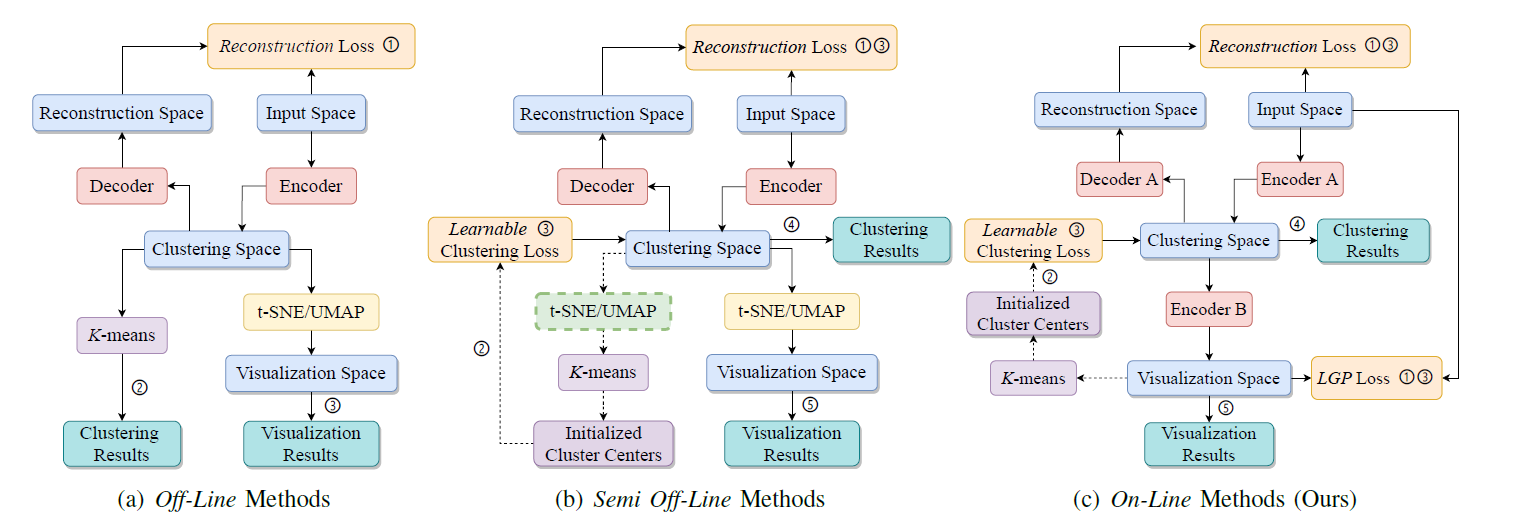 Reconstruction Loss ①
Reconstruction Space
Input Space
Decoder
Encoder
Clustering Space
t-SNE/UMAP
K-means
Visualization Space
②
③
Clustering
Results
Visualization
Results
(a) Off-Line Methods
Reconstruction Loss ①③
Reconstruction Space
Input Space
Decoder
Encoder
Learnable ③
Clustering Loss
Clustering Space
④
Clustering
Results
t-SNE/UMAP
t-SNE/UMAP
②
K-means
Visualization Space
⑤
Initialized
Cluster Centers
Visualization
Results
(b) Semi Off-Line Methods
Reconstruction Loss ①③
Reconstruction Space
Input Space
Decoder A
Encoder A
Learnable ③
Clustering Loss
Clustering Space
④
Clustering
Results
②
Initialized
Cluster Centers
Encoder B
K-means
Visualization Space
LGP Loss ①③
⑤
Visualization
Results
(c) On-Line Methods (Ours)